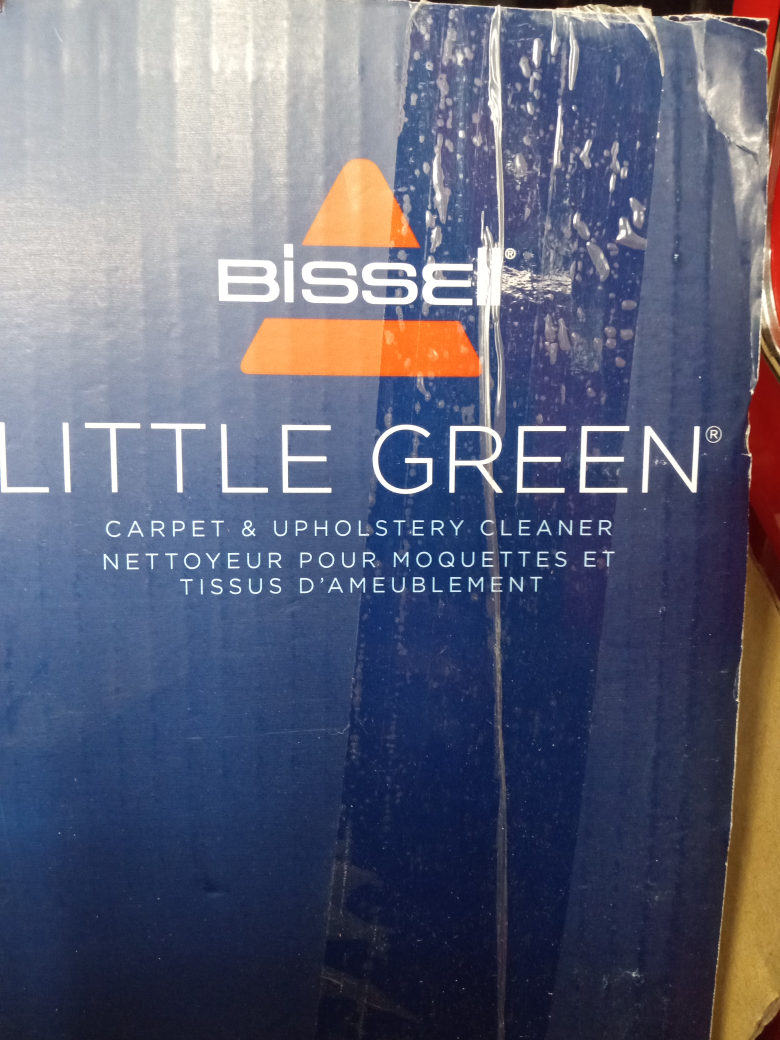 BISSELL®
LITTLE GREEN®
CARPET & UPHOLSTERY CLEANER
NETTOYEUR POUR MOQUETTES ET
TISSUS D'AMEUBLEMENT